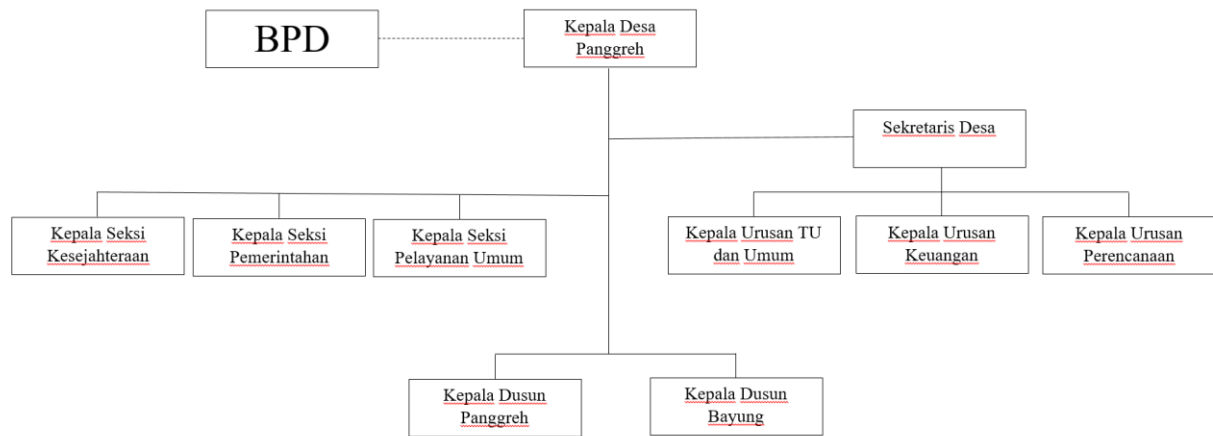 BPD
Kepala Desa
Panggreh
Sekretaris Desa
Kepala Seksi
Kesejahteraan
Kepala Seksi
Pemerintahan
Kepala Seksi
Pelayanan Umum
Kepala Urusan TU
dan Umum
Kepala Urusan
Keuangan
Kepala Urusan
Perencanaan
Kepala Dusun
Panggreh
Kepala Dusun
Bayung